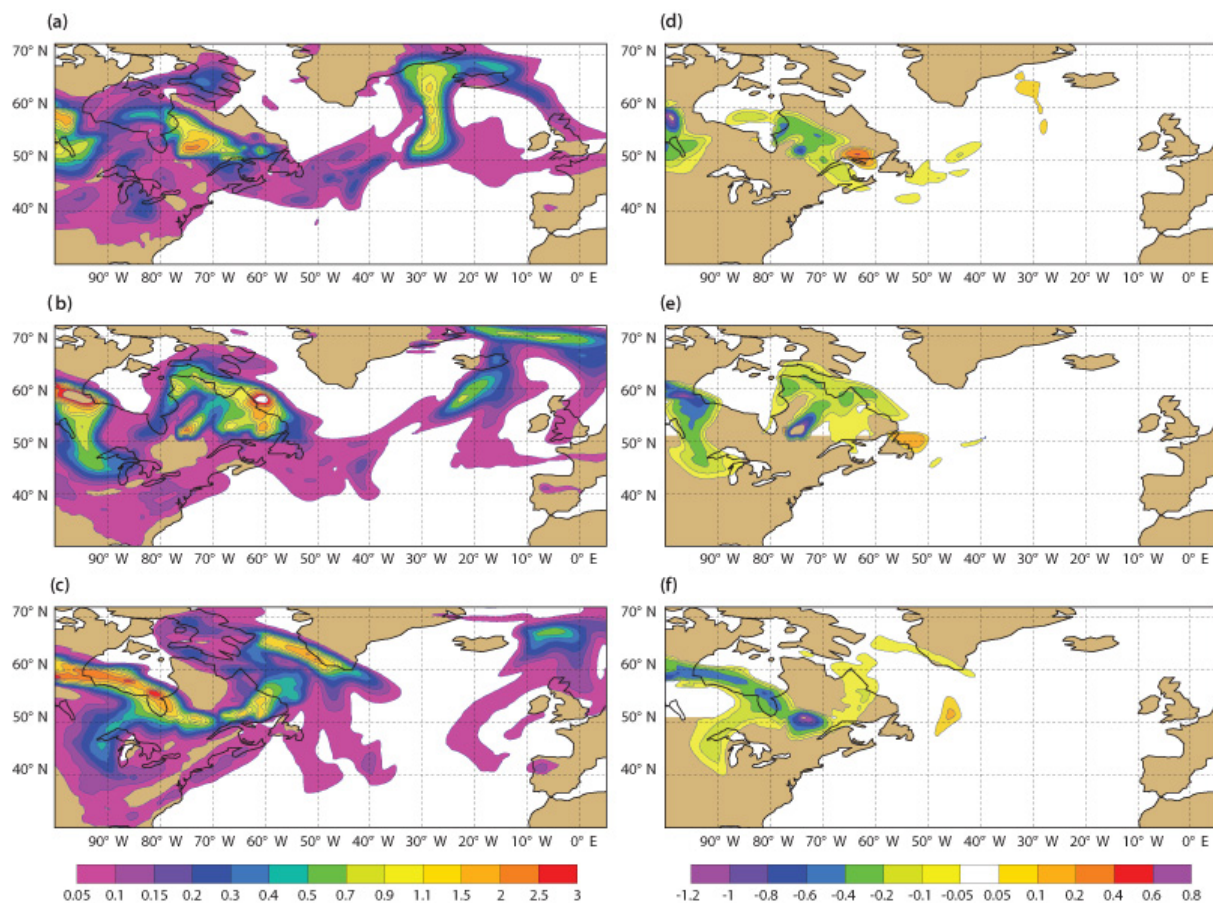 (a)
(d)
70° N
60° N
50° N
40° N
90° W 80° W 70° W 60° W 50° W 40° W 30° W 20° W 10° W 0° E
70° N
60° N
50° N
40° N
90° W 80° W 70° W 60° W 50° W 40° W 30° W 20° W 10° W 0° E
(b)
(e)
70° N
60° N
50° N
40° N
90° W 80° W 70° W 60° W 50° W 40° W 30° W 20° W 10° W 0° E
70° N
60° N
50° N
40° N
90° W 80° W 70° W 60° W 50° W 40° W 30° W 20° W 10° W 0° E
(c)
(f)
70° N
60° N
50° N
40° N
90° W 80° W 70° W 60° W 50° W 40° W 30° W 20° W 10° W 0° E
70° N
60° N
50° N
40° N
90° W 80° W 70° W 60° W 50° W 40° W 30° W 20° W 10° W 0° E
0.05 0.1 0.15 0.2 0.3 0.4 0.5 0.7 0.9 1.1 1.5 2 2.5 3
-1.2 -1 -0.8 -0.6 -0.4 -0.2 -0.1 -0.05 0.05 0.1 0.2 0.4 0.6 0.8